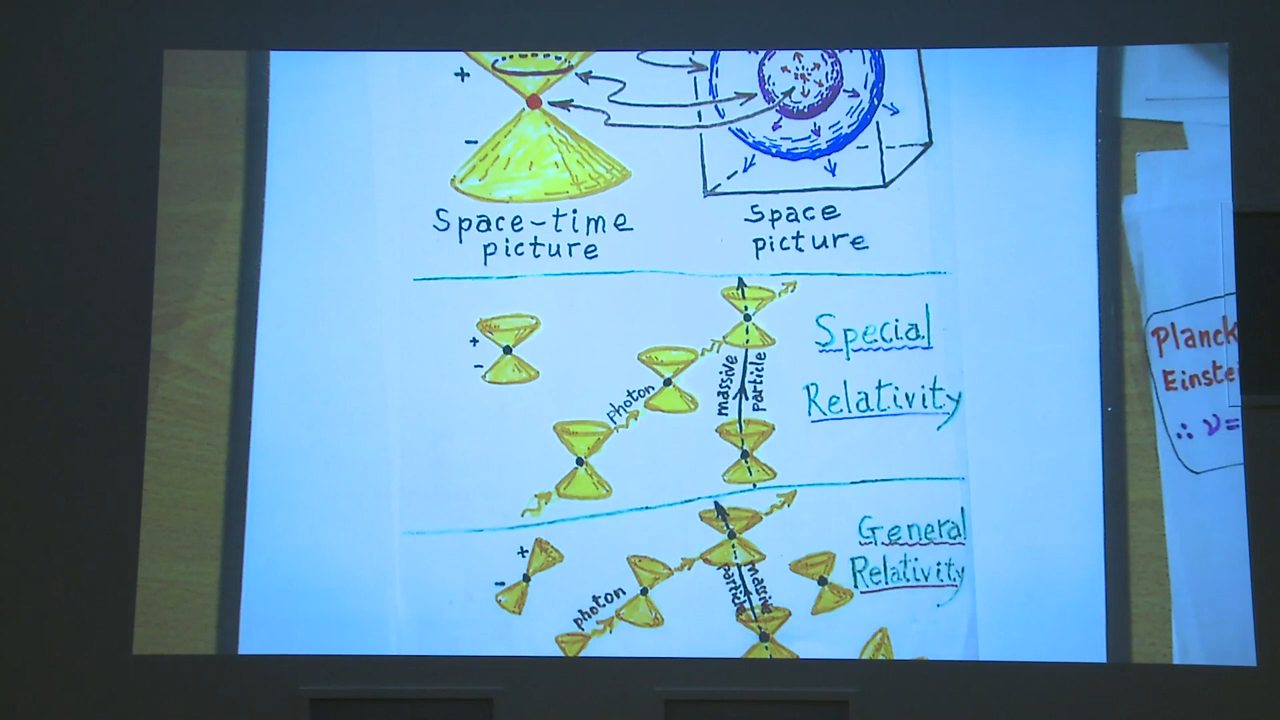 +
-
Space-time
picture
Space
picture
+
-
photon
massive
particle
Special
Relativity
+
-
photon
massive
particle
General
Relativity
Planck
Einste
∴ ν=